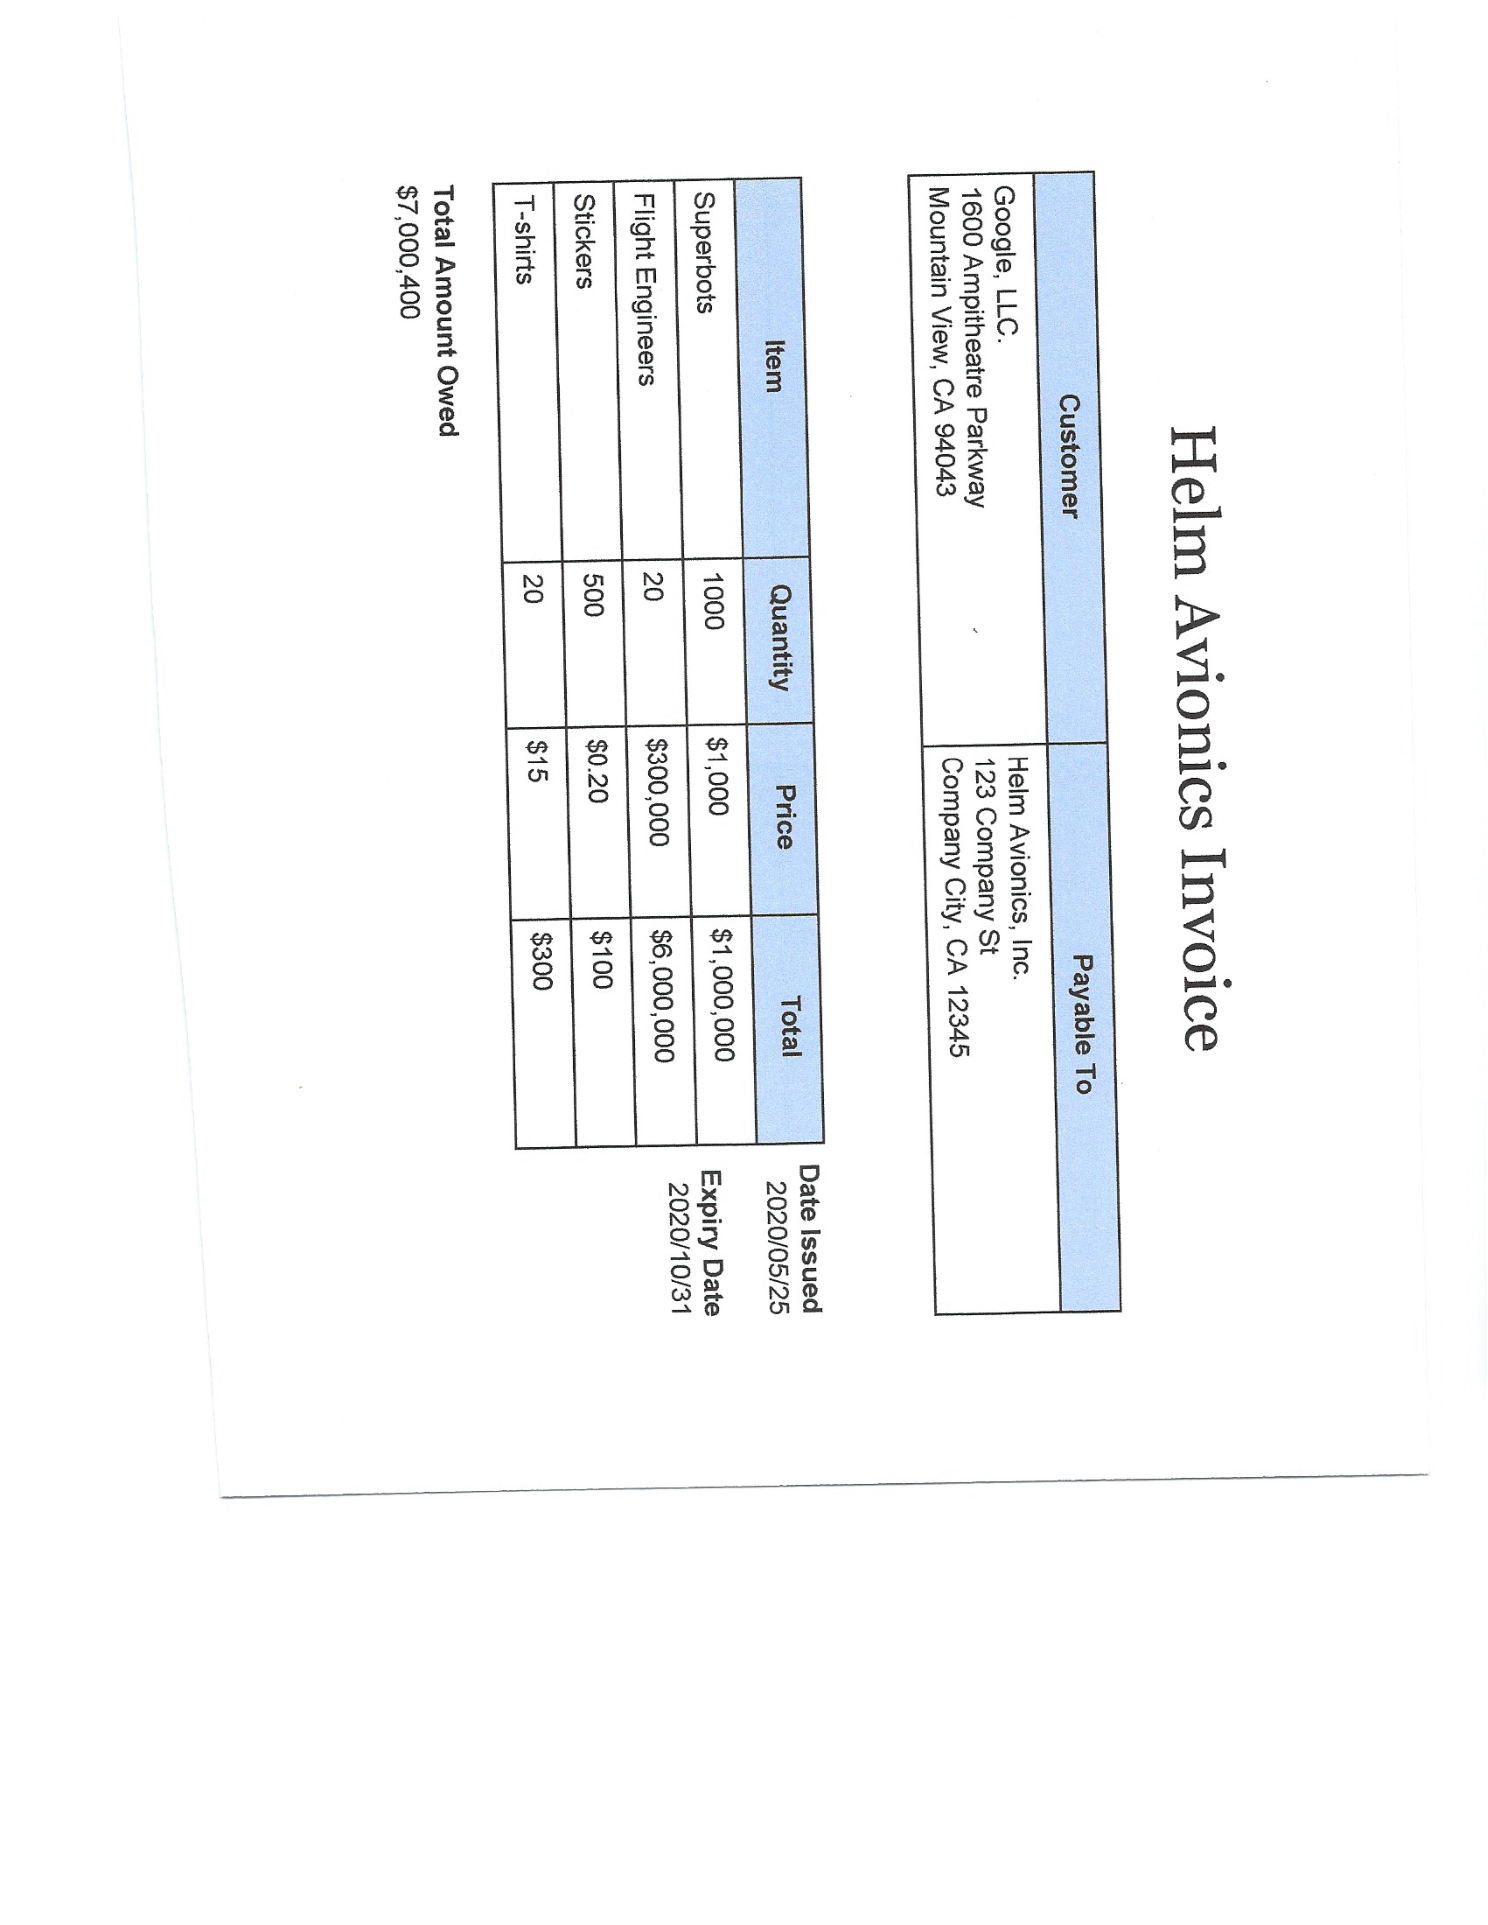 Helm Avionics Invoice
Customer Payable To
Google, LLC. Helm Avionics, Inc.
1600 Ampitheatre Parkway 123 Company St
Mountain View, CA 94043 Company City, CA 12345
Date Issued
2020/05/25
Expiry Date
2020/10/31
Item Quantity Price Total
Superbots 1000 $1,000 $1,000,000
Flight Engineers 20 $300,000 $6,000,000
Stickers 500 $0.20 $100
T-shirts 20 $15 $300
Total Amount Owed
$7,000,400